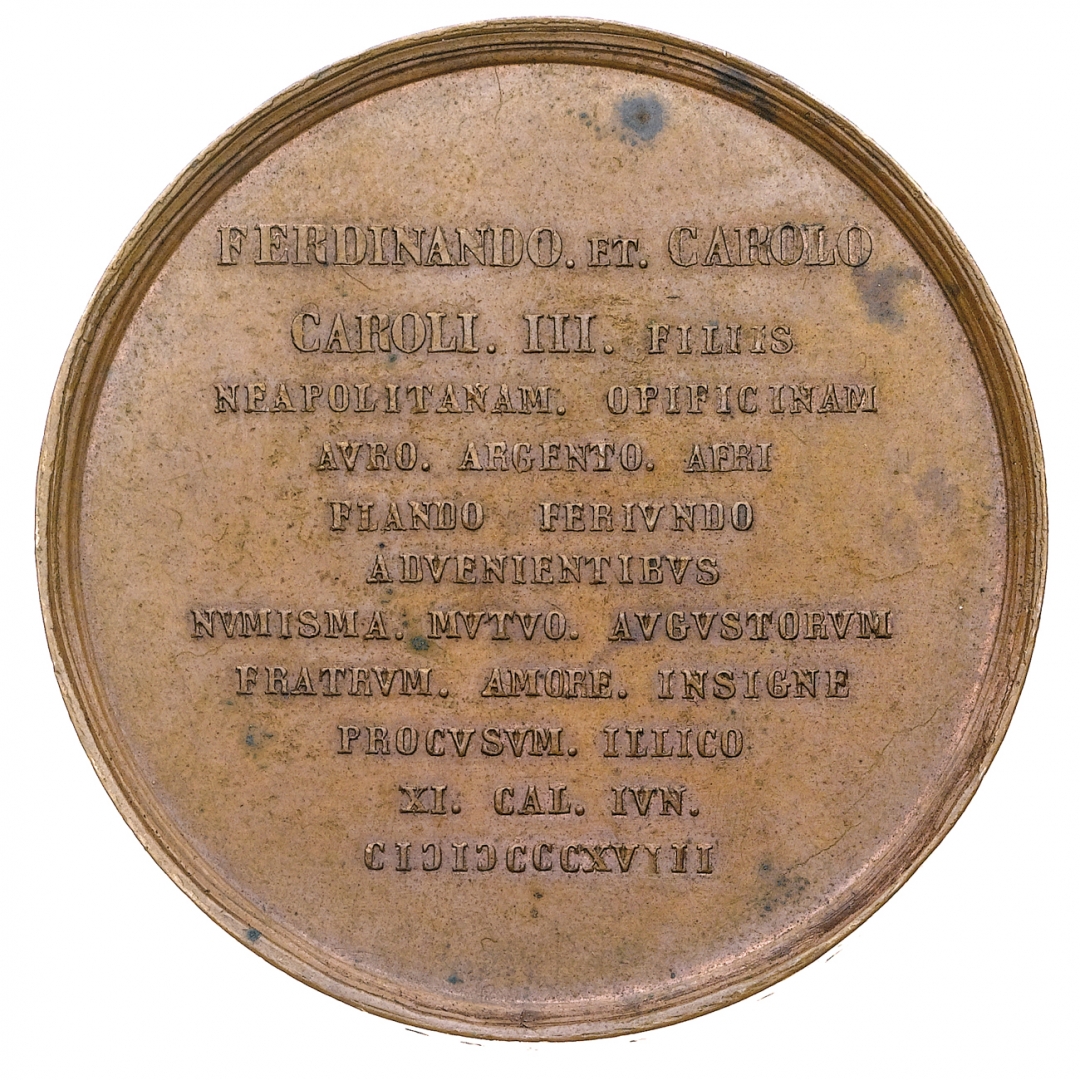 FERDINANDO. ET. CAROLO
CAROLI. III. FILIIS
NEAPOLITANAM. OPIFICINAM
AVRO. ARGENTO. AERI
FLANDO FERIVNDO
ADVENIENTIBVS
NVMISMA. MVTVO. AVGVSTORVM
FRATRVM. AMORE. INSIGNE
PROCVSVM. ILLICO
XI. CAL. IVN.
CIƆIƆCCCXVIII